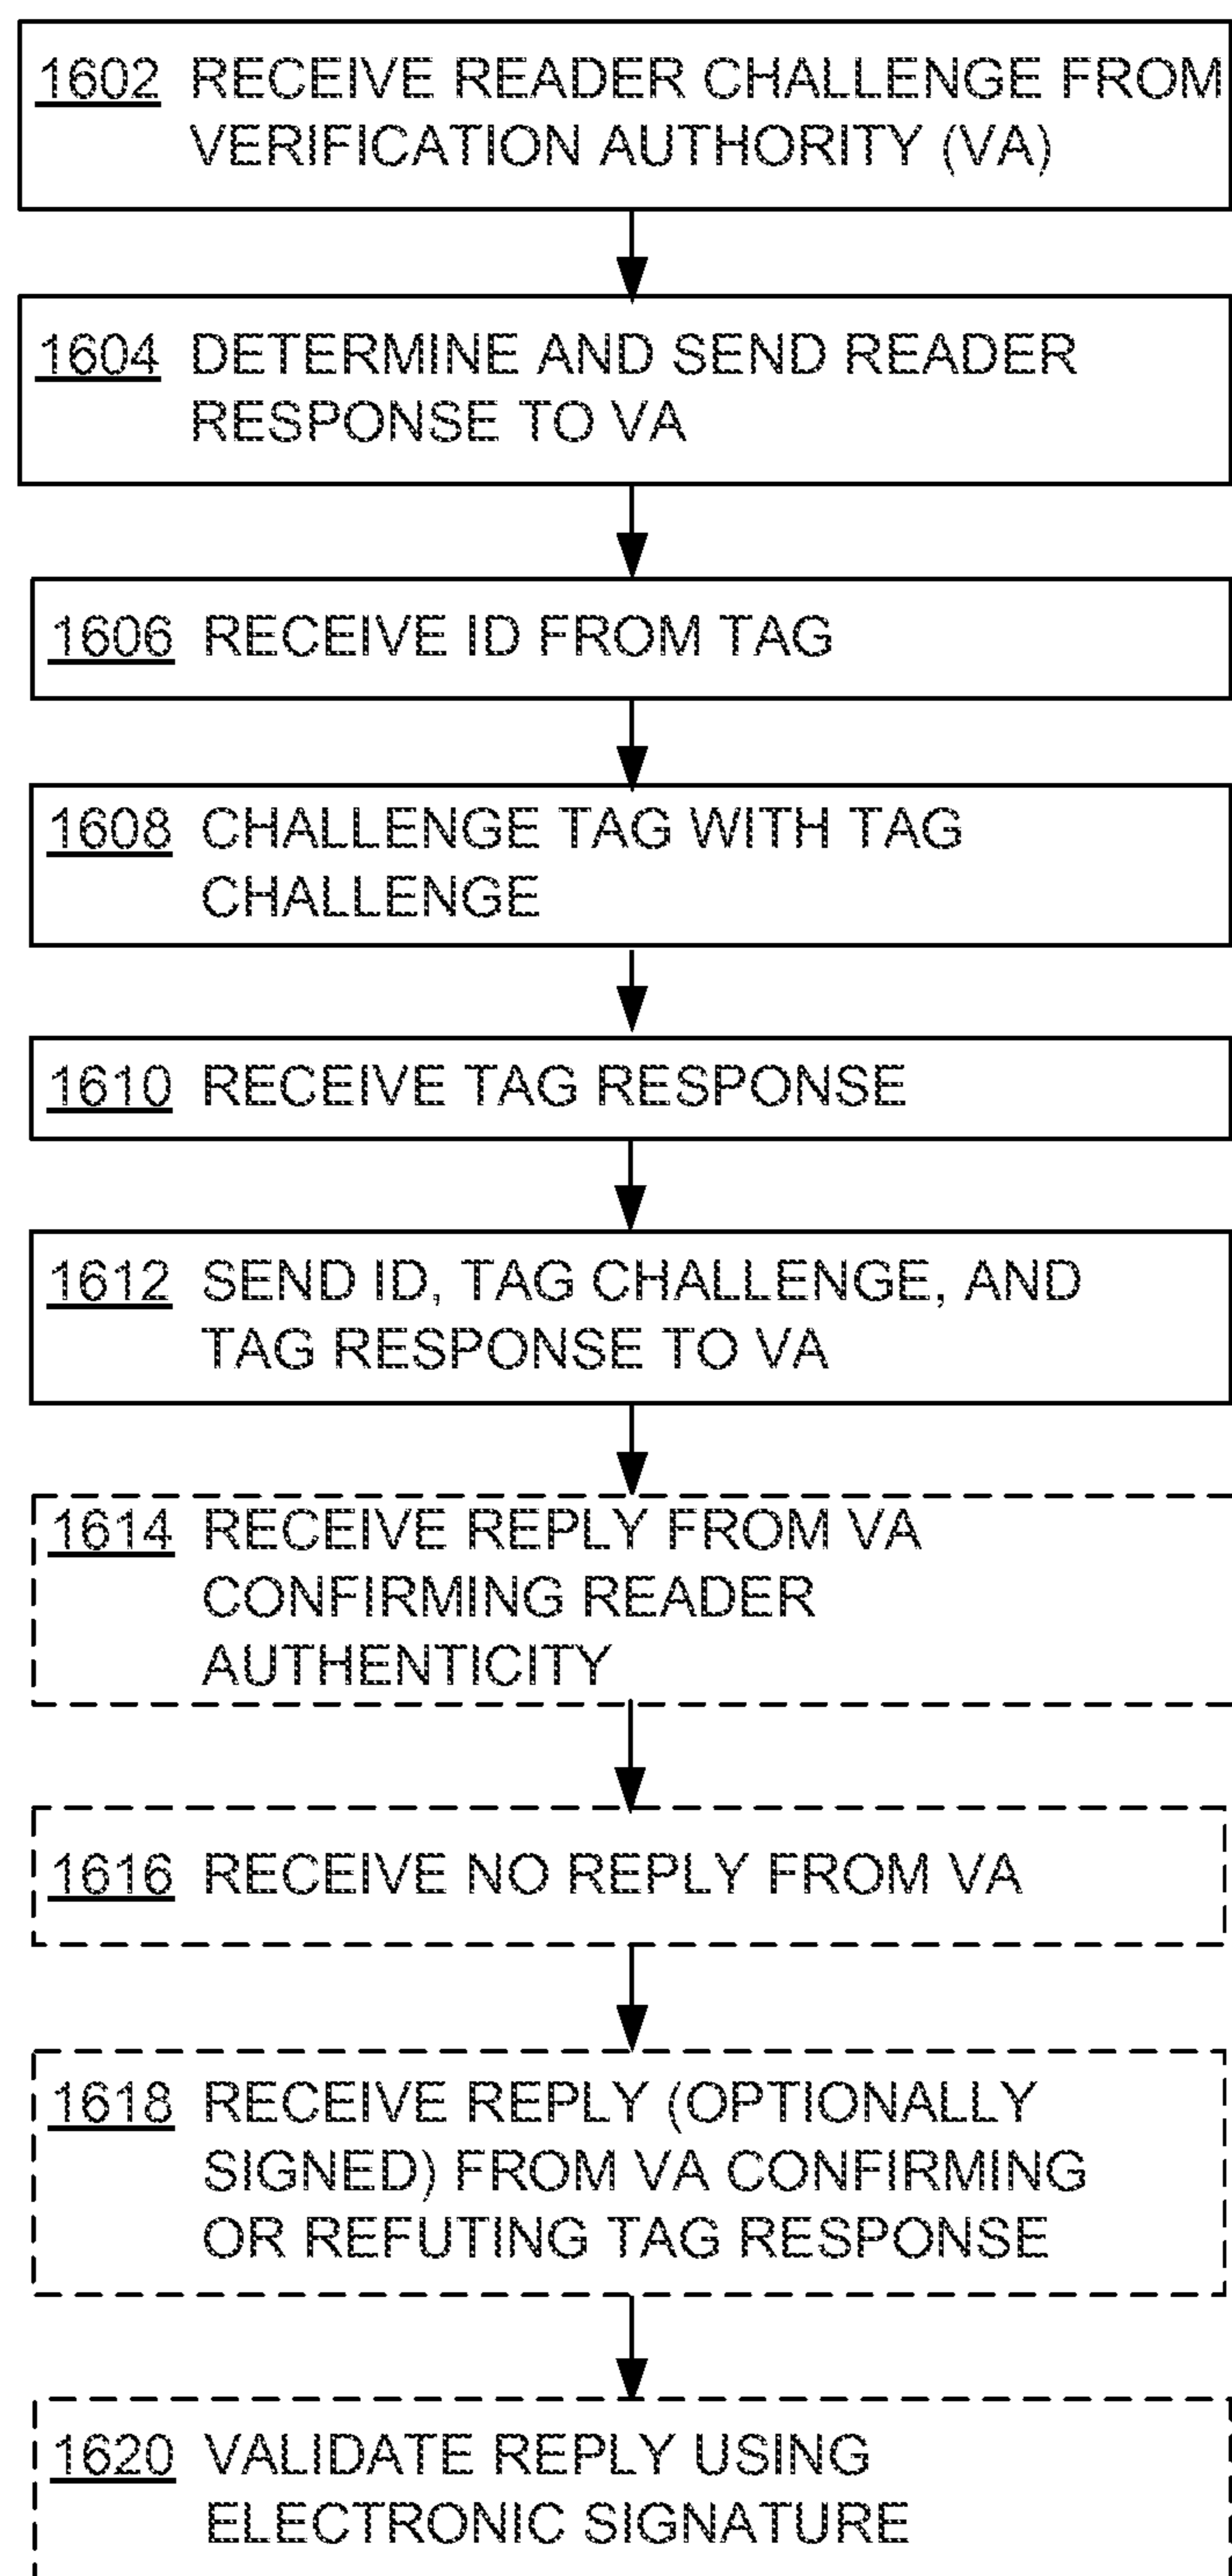 1602 RECEIVE READER CHALLENGE FROM
VERIFICATION AUTHORITY (VA)
1604 DETERMINE AND SEND READER
RESPONSE TO VA
1606 RECEIVE ID FROM TAG
1608 CHALLENGE TAG WITH TAG
CHALLENGE
1610 RECEIVE TAG RESPONSE
1612 SEND ID, TAG CHALLENGE, AND
TAG RESPONSE TO VA
1614 RECEIVE REPLY FROM VA
CONFIRMING READER
AUTHENTICITY
1616 RECEIVE NO REPLY FROM VA
1618 RECEIVE REPLY (OPTIONALLY
SIGNED) FROM VA CONFIRMING
OR REFUTING TAG RESPONSE
1620 VALIDATE REPLY USING
ELECTRONIC SIGNATURE